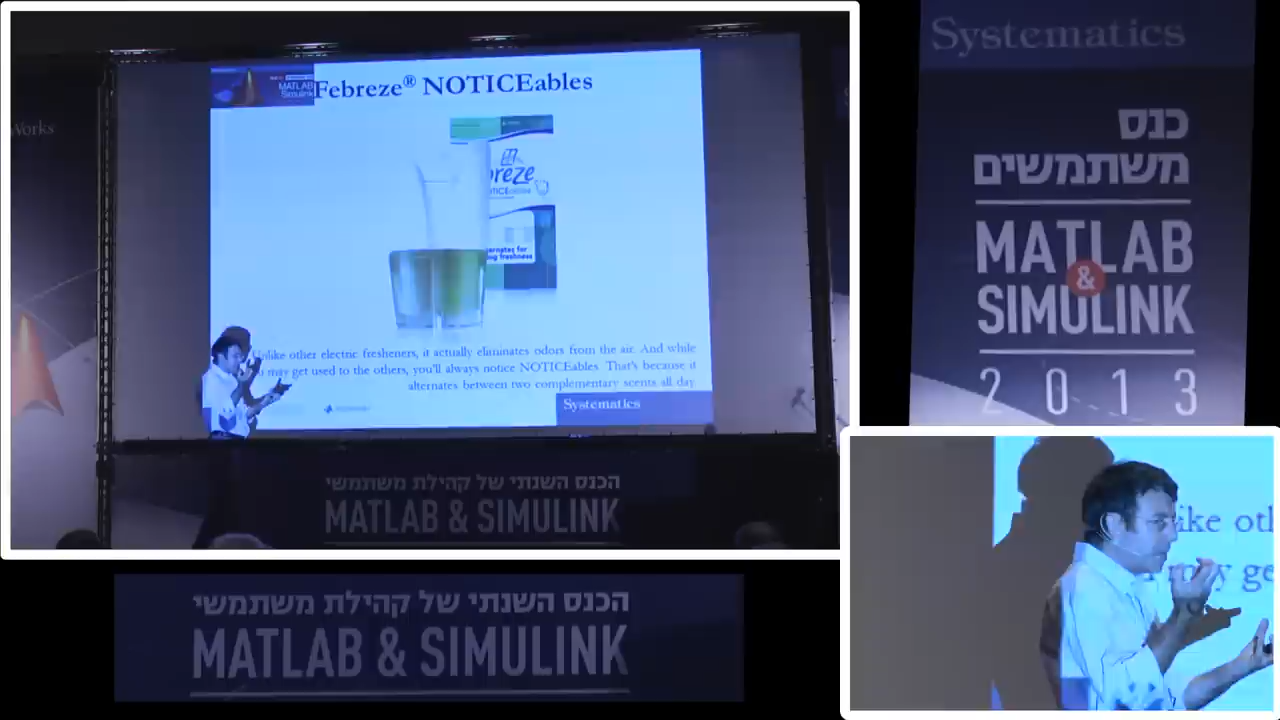 Works
MATLAB
Simulink
Febreze® NOTICEables
reze
Unlike other electric fresheners, it actually eliminates odors from the air. And while
may get used to the others, you'll always notice NOTICEables. That's because it
alternates between two complementary scents all day
Systematics
הכנס השנתי של קהילת משתמשי
MATLAB & SIMULINK
הכנס השנתי של קהילת משתמשי
MATLAB & SIMULINK
Systematics
כנס
משתמשים
MATLAB
&
SIMULINK
2013
ike oth
may ge